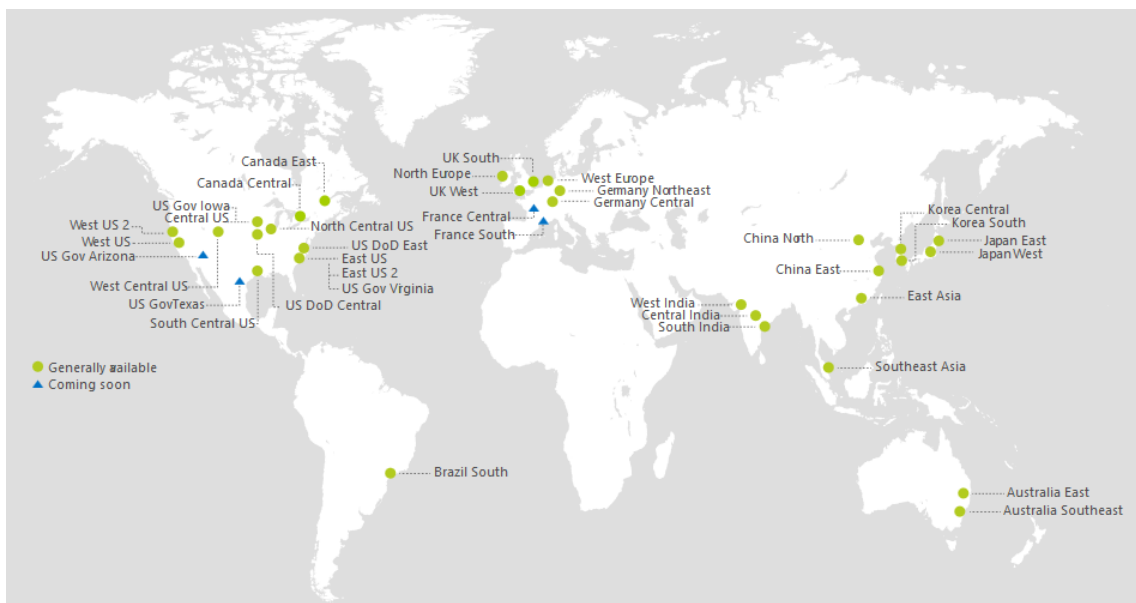 UK South
Canada East
North Europe
West Europe
Canada Central
UK West
Germany Northeast
Germany Central
US Gov Iowa
Central US
France Central
Korea Central
Korea South
West US 2
North Central US
France South
China North
Japan East
West US
US DoD East
Japan West
US Gov Arizona
East US
China East
East US 2
West Central US
US Gov Virginia
East Asia
US GovTexas
US DoD Central
West India
Central India
South Central US
South India
Generally available
Southeast Asia
Coming soon
Brazil South
Australia East
Australia Southeast